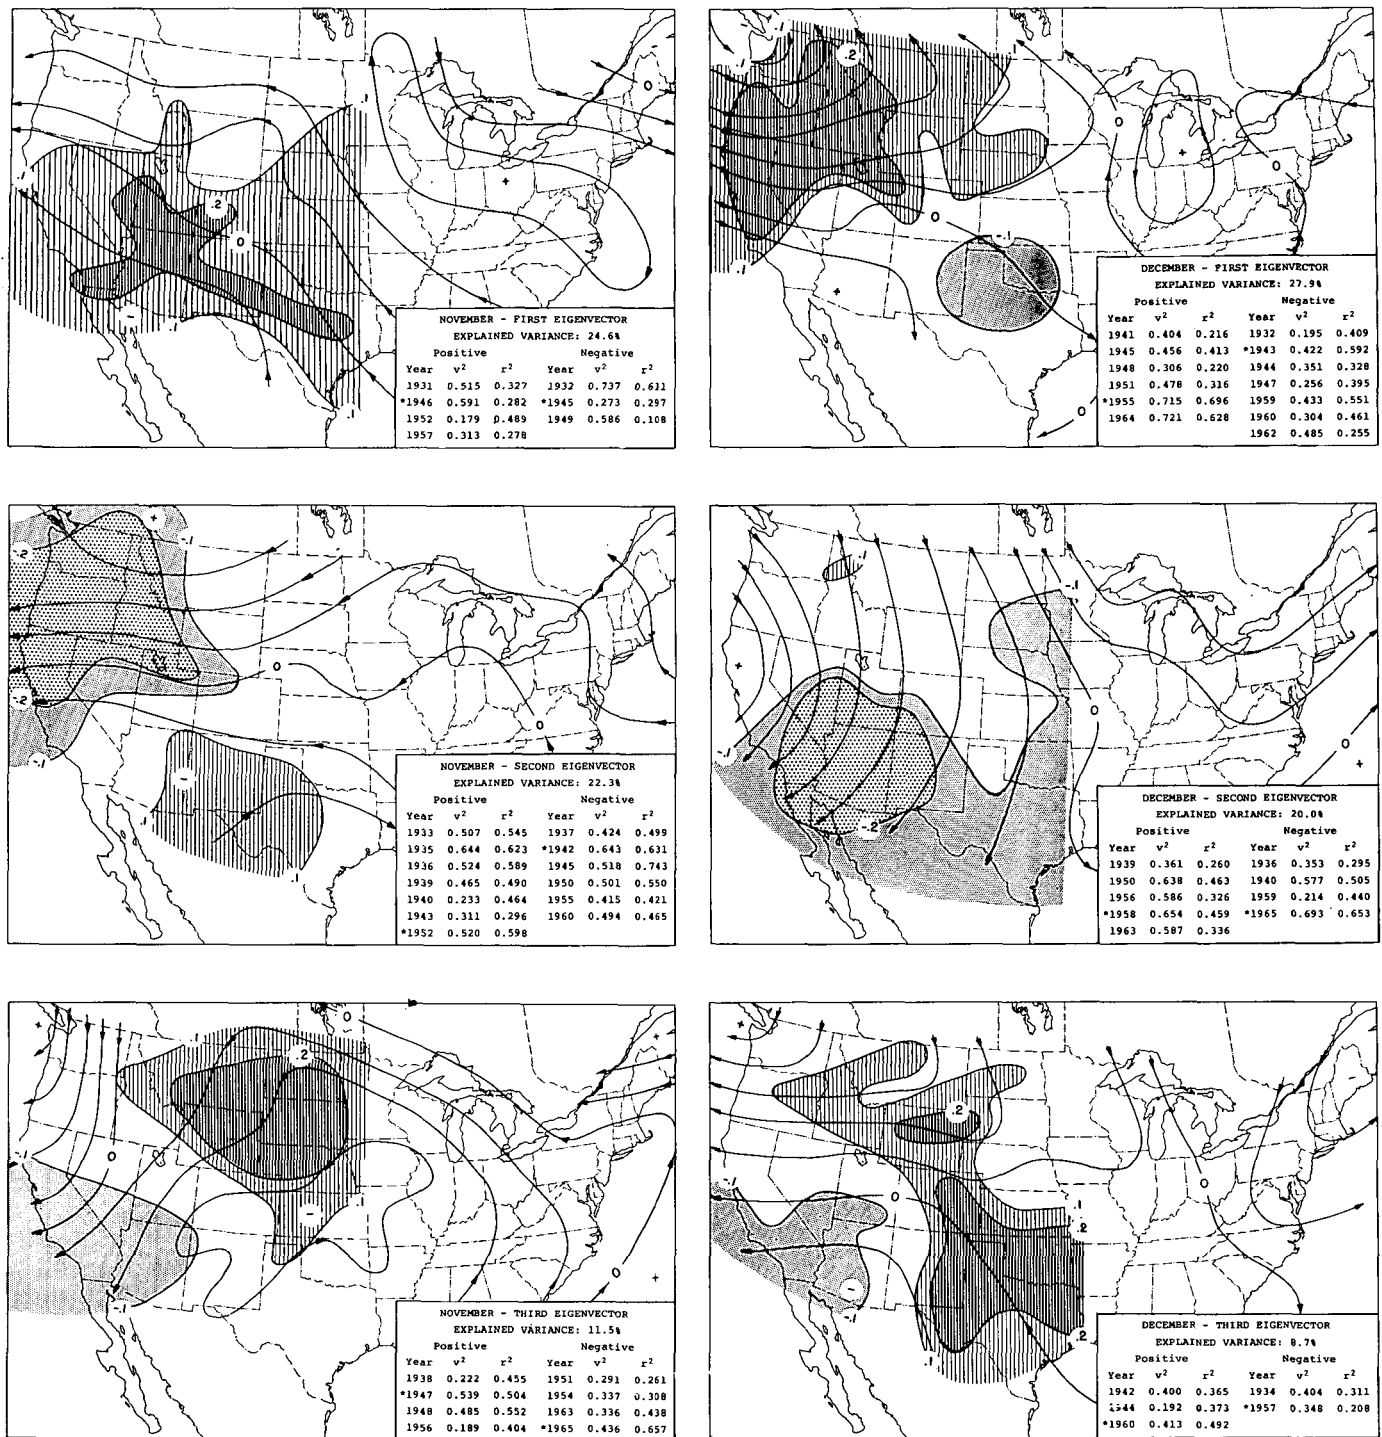 NOVEMBER - FIRST EIGENVECTOR
EXPLAINED VARIANCE: 24.6%
Positive Negative
Year v² r² Year v² r²
1931 0.515 0.327 1932 0.737 0.611
*1946 0.591 0.282 *1945 0.273 0.297
1952 0.179 0.489 1949 0.586 0.108
1957 0.313 0.278
DECEMBER - FIRST EIGENVECTOR
EXPLAINED VARIANCE: 27.9%
Positive Negative
Year v² r² Year v² r²
1941 0.404 0.216 1932 0.195 0.409
1945 0.456 0.413 *1943 0.422 0.592
1948 0.306 0.220 1944 0.351 0.328
1951 0.478 0.316 1947 0.256 0.395
*1955 0.715 0.696 1959 0.433 0.551
1964 0.721 0.628 1960 0.304 0.461
1962 0.485 0.255
NOVEMBER - SECOND EIGENVECTOR
EXPLAINED VARIANCE: 22.3%
Positive Negative
Year v² r² Year v² r²
1933 0.507 0.545 1937 0.424 0.499
1935 0.644 0.623 *1942 0.643 0.631
1936 0.524 0.589 1945 0.518 0.743
1939 0.465 0.490 1950 0.501 0.550
1940 0.233 0.464 1955 0.415 0.421
1943 0.311 0.296 1960 0.494 0.465
*1952 0.520 0.598
DECEMBER - SECOND EIGENVECTOR
EXPLAINED VARIANCE: 20.0%
Positive Negative
Year v² r² Year v² r²
1939 0.361 0.260 1936 0.353 0.295
1950 0.638 0.463 1940 0.577 0.505
1956 0.586 0.326 1959 0.214 0.440
*1958 0.654 0.459 *1965 0.693 0.653
1963 0.587 0.336
NOVEMBER - THIRD EIGENVECTOR
EXPLAINED VARIANCE: 11.5%
Positive Negative
Year v² r² Year v² r²
1938 0.222 0.455 1951 0.291 0.261
*1947 0.539 0.504 1954 0.337 0.308
1948 0.485 0.552 1963 0.336 0.438
1956 0.189 0.404 *1965 0.436 0.657
DECEMBER - THIRD EIGENVECTOR
EXPLAINED VARIANCE: 8.7%
Positive Negative
Year v² r² Year v² r²
1942 0.400 0.365 1934 0.404 0.311
1944 0.192 0.373 *1957 0.348 0.208
*1960 0.413 0.492